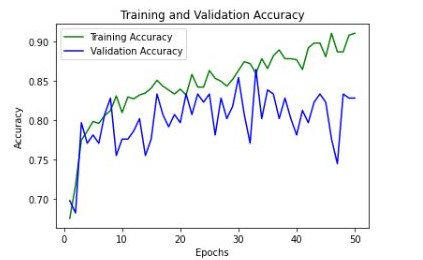 Training and Validation Accuracy
Training Accuracy
Validation Accuracy
0.90
0.85
0.80
0.75
0.70
Accuracy
0 10 20 30 40 50
Epochs